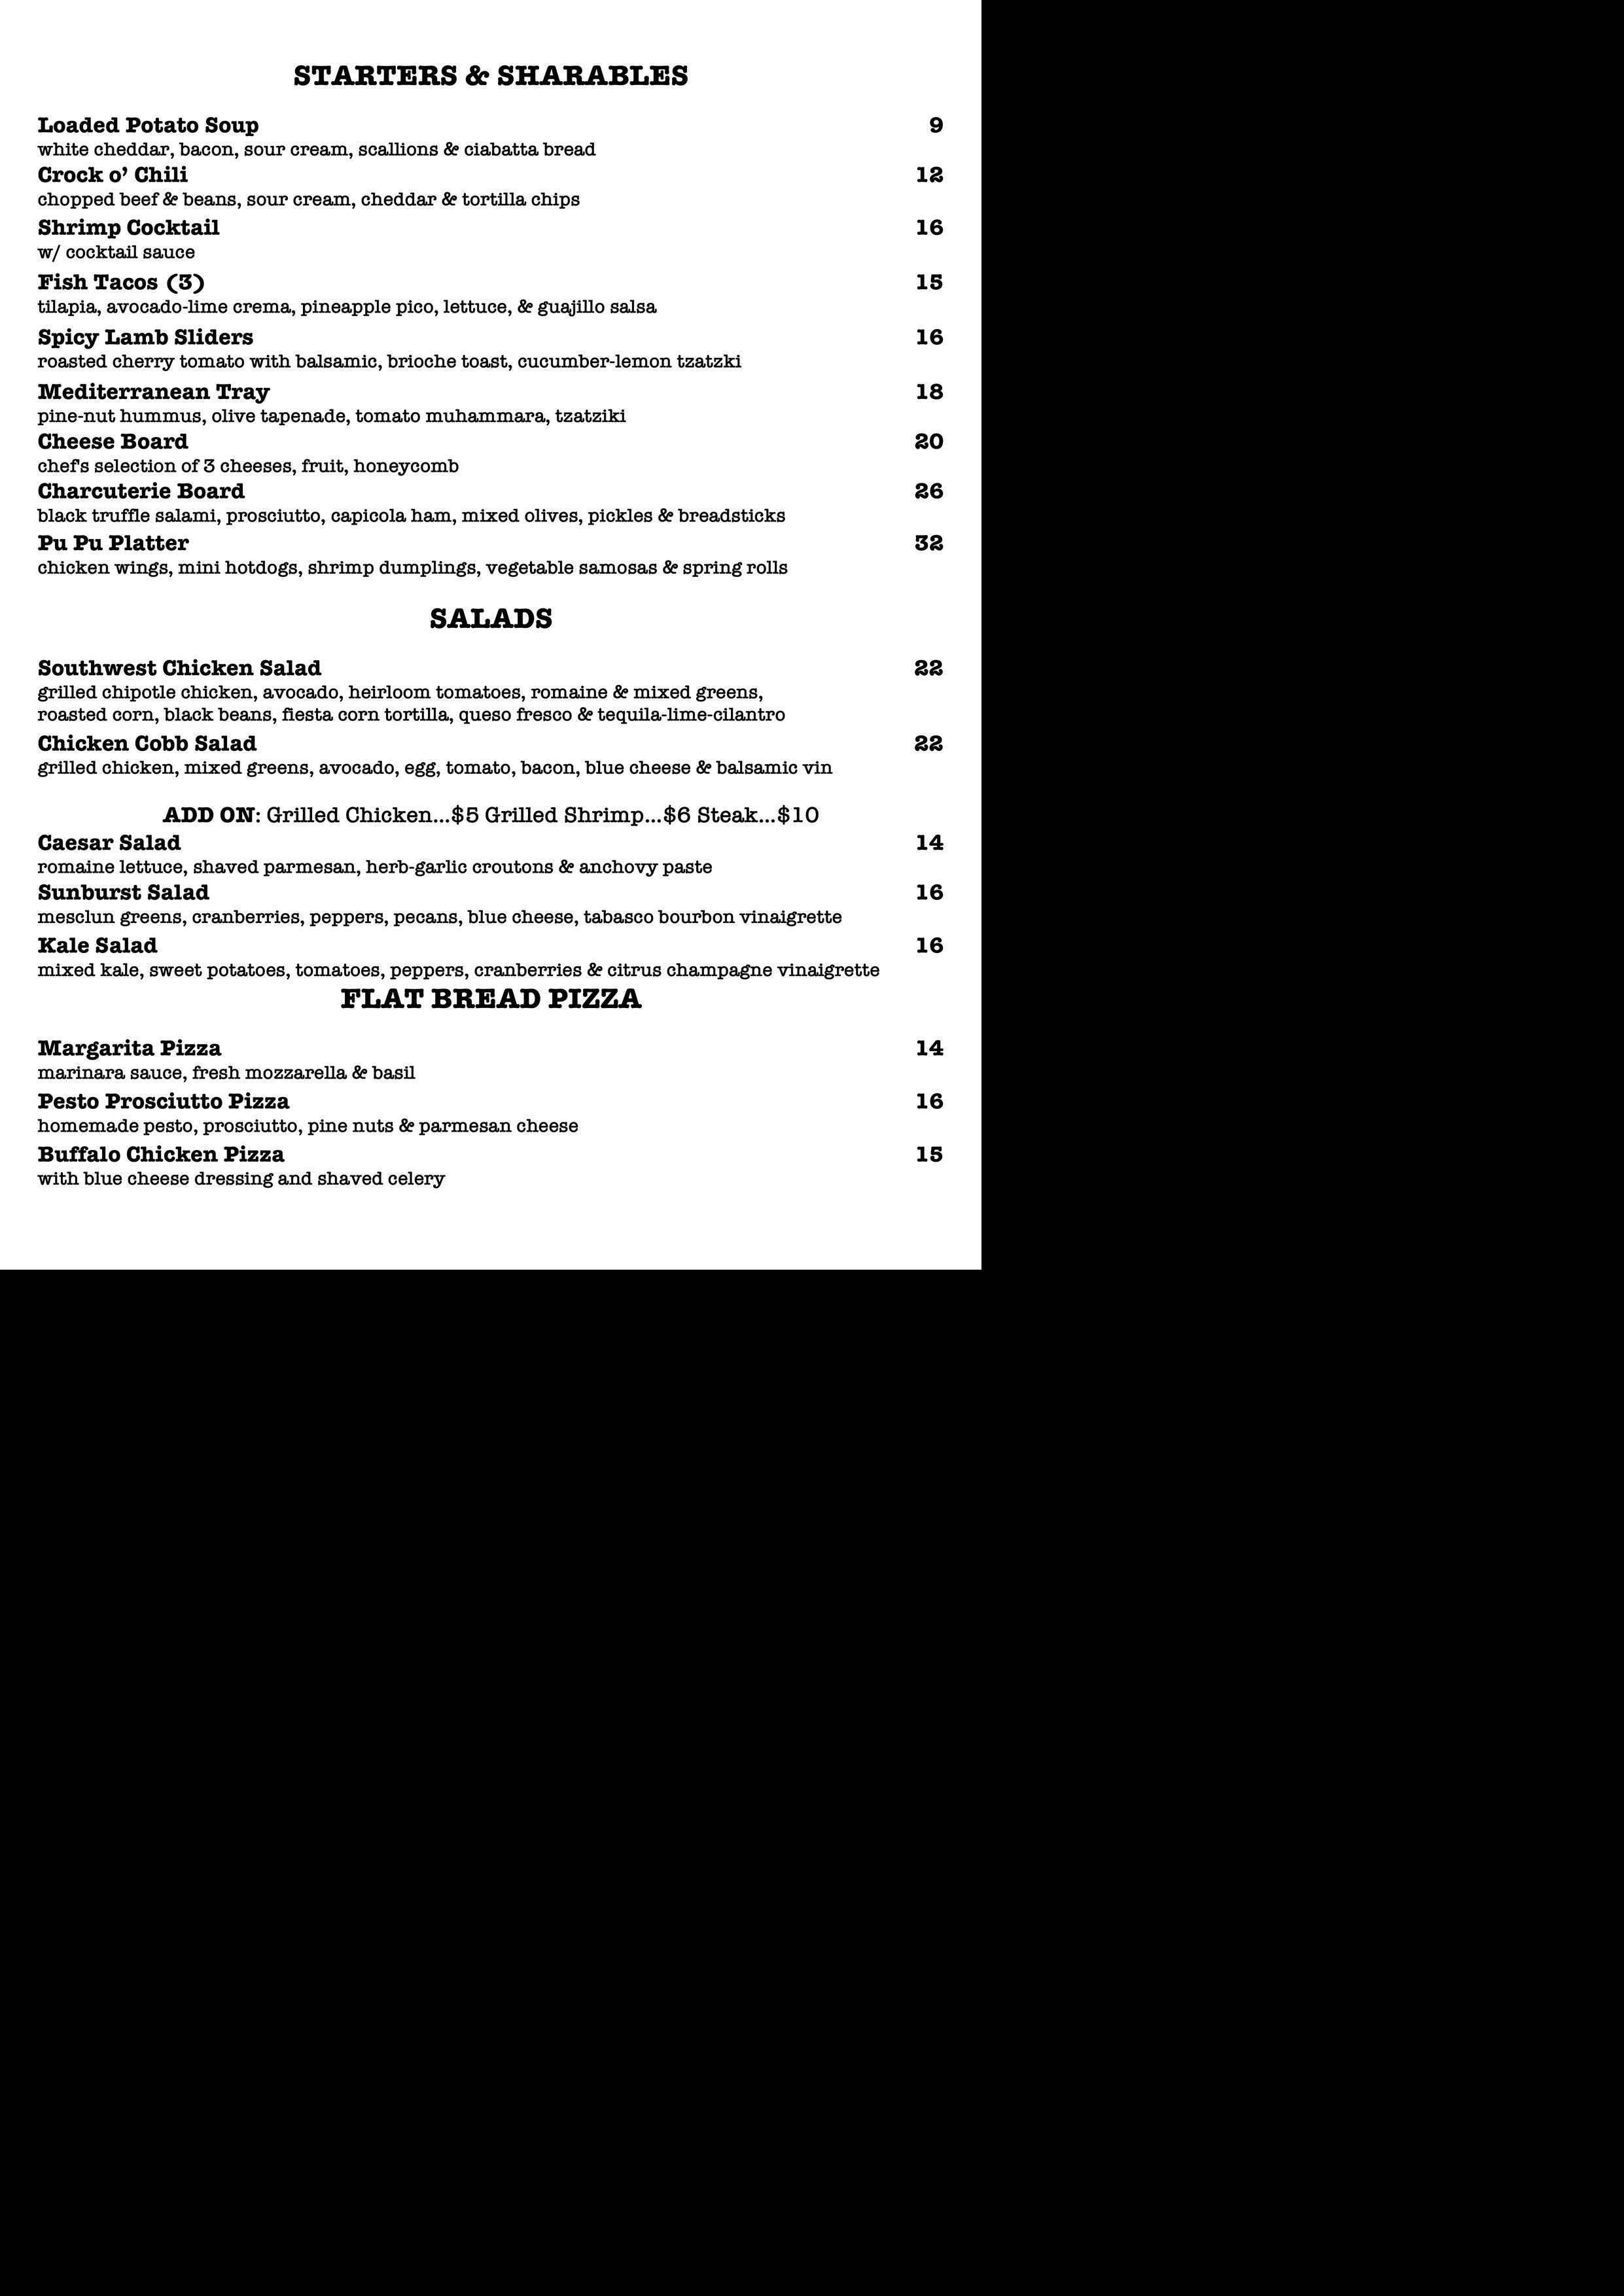 STARTERS & SHARABLES
Loaded Potato Soup 9
white cheddar, bacon, sour cream, scallions & ciabatta bread
Crock o’ Chili 12
chopped beef & beans, sour cream, cheddar & tortilla chips
Shrimp Cocktail 16
w/ cocktail sauce
Fish Tacos (3) 15
tilapia, avocado-lime crema, pineapple pico, lettuce, & guajillo salsa
Spicy Lamb Sliders 16
roasted cherry tomato with balsamic, brioche toast, cucumber-lemon tzatzki
Mediterranean Tray 18
pine-nut hummus, olive tapenade, tomato muhammara, tzatziki
Cheese Board 20
chef's selection of 3 cheeses, fruit, honeycomb
Charcuterie Board 26
black truffle salami, prosciutto, capicola ham, mixed olives, pickles & breadsticks
Pu Pu Platter 32
chicken wings, mini hotdogs, shrimp dumplings, vegetable samosas & spring rolls
SALADS
Southwest Chicken Salad 22
grilled chipotle chicken, avocado, heirloom tomatoes, romaine & mixed greens,
roasted corn, black beans, fiesta corn tortilla, queso fresco & tequila-lime-cilantro
Chicken Cobb Salad 22
grilled chicken, mixed greens, avocado, egg, tomato, bacon, blue cheese & balsamic vin
ADD ON: Grilled Chicken...$5 Grilled Shrimp...$6 Steak...$10
Caesar Salad 14
romaine lettuce, shaved parmesan, herb-garlic croutons & anchovy paste
Sunburst Salad 16
mesclun greens, cranberries, peppers, pecans, blue cheese, tabasco bourbon vinaigrette
Kale Salad 16
mixed kale, sweet potatoes, tomatoes, peppers, cranberries & citrus champagne vinaigrette
FLAT BREAD PIZZA
Margarita Pizza 14
marinara sauce, fresh mozzarella & basil
Pesto Prosciutto Pizza 16
homemade pesto, prosciutto, pine nuts & parmesan cheese
Buffalo Chicken Pizza 15
with blue cheese dressing and shaved celery